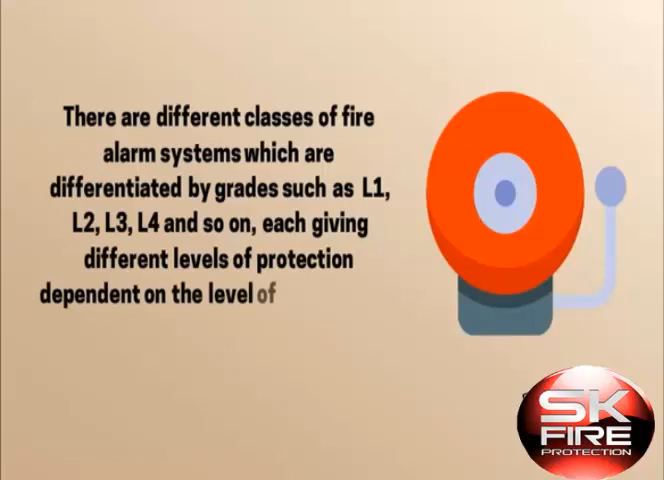 There are different classes of fire
alarm systems which are
differentiated by grades such as L1,
L2, L3, L4 and so on, each giving
different levels of protection
dependent on the level of
SK
FIRE
PROTECTION